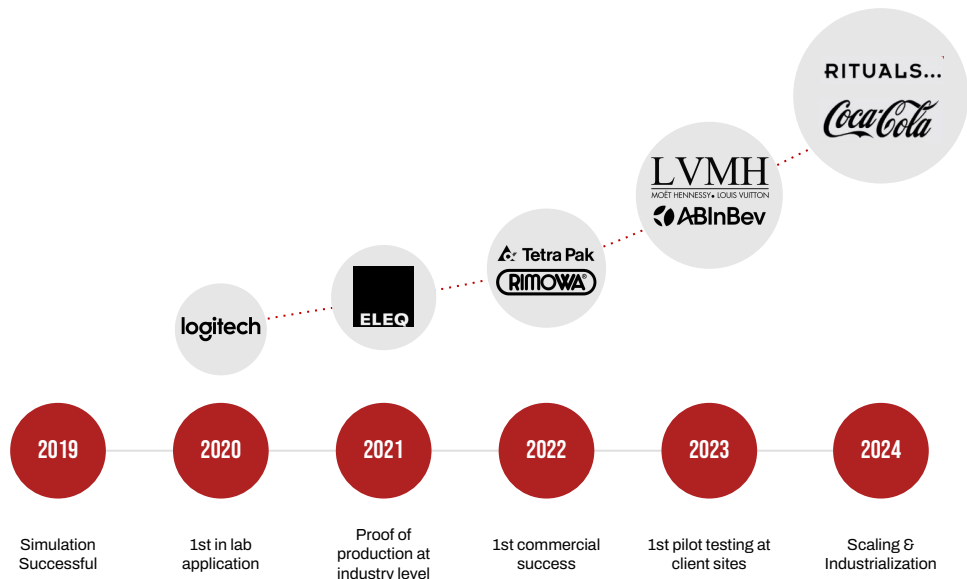 RITUALS...
Coca-Cola
LVMH
MOËT HENNESSY • LOUIS VUITTON
ABInBev
Tetra Pak
RIMOWA®
ELEQ
logitech
2019
2020
2021
2022
2023
2024
Simulation
Successful
1st in lab
application
Proof of
production at
industry level
1st commercial
success
1st pilot testing at
client sites
Scaling &
Industrialization